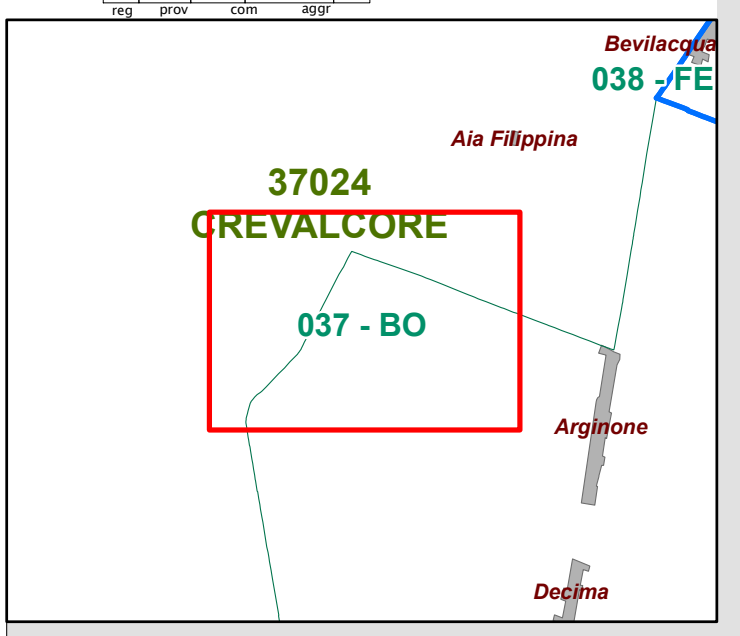 reg prov com aggr
Bevilacqua
038 - FE
Aia Filippina
37024
CREVALCORE
037 - BO
Arginone
Decima